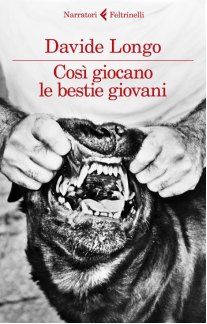 Narratori Feltrinelli
Davide Longo
Così giocano
le bestie giovani